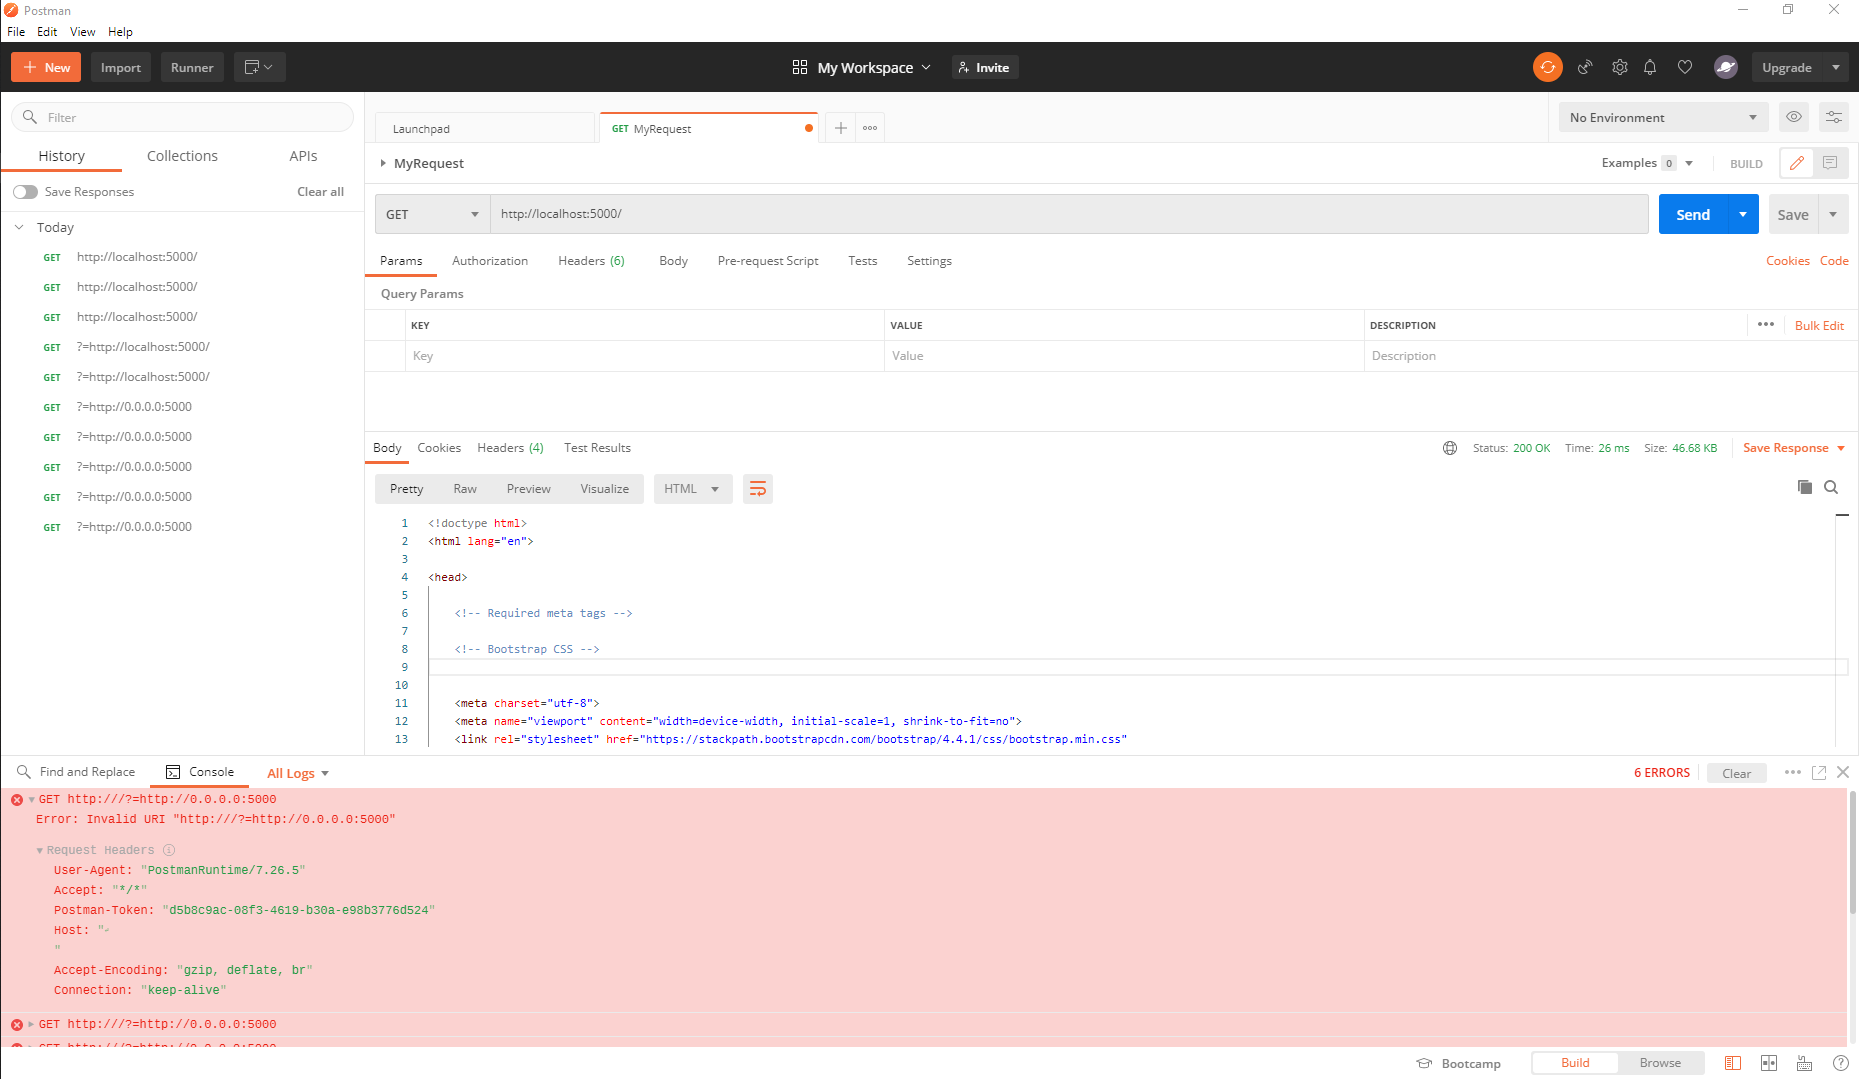 Postman
File Edit View Help
New Import Runner My Workspace Invite Upgrade
Filter
History Collections APIs
Save Responses Clear all
Today
GET http://localhost:5000/
GET http://localhost:5000/
GET http://localhost:5000/
GET ?=http://localhost:5000/
GET ?=http://localhost:5000/
GET ?=http://0.0.0.0:5000
GET ?=http://0.0.0.0:5000
GET ?=http://0.0.0.0:5000
GET ?=http://0.0.0.0:5000
GET ?=http://0.0.0.0:5000
Launchpad GET MyRequest No Environment
MyRequest Examples 0 BUILD
GET http://localhost:5000/ Send Save
Params Authorization Headers (6) Body Pre-request Script Tests Settings Cookies Code
Query Params
KEY VALUE DESCRIPTION Bulk Edit
Key Value Description
Body Cookies Headers (4) Test Results Status: 200 OK Time: 26 ms Size: 46.68 KB Save Response
Pretty Raw Preview Visualize HTML
1 <!doctype html>
2 <html lang="en">
3
4 <head>
5
6 <!-- Required meta tags -->
7
8 <!-- Bootstrap CSS -->
9
10
11 <meta charset="utf-8">
12 <meta name="viewport" content="width=device-width, initial-scale=1, shrink-to-fit=no">
13 <link rel="stylesheet" href="https://stackpath.bootstrapcdn.com/bootstrap/4.4.1/css/bootstrap.min.css"
Find and Replace Console All Logs 6 ERRORS Clear
GET http:///?=http://0.0.0.0:5000
Error: Invalid URI "http:///?=http://0.0.0.0:5000"
Request Headers
User-Agent: "PostmanRuntime/7.26.5"
Accept: "*/*"
Postman-Token: "d5b8c9ac-08f3-4619-b30a-e98b3776d524"
Host: "↵
"
Accept-Encoding: "gzip, deflate, br"
Connection: "keep-alive"
GET http:///?=http://0.0.0.0:5000
GET http:///?=http://0.0.0.0:5000
Bootcamp Build Browse